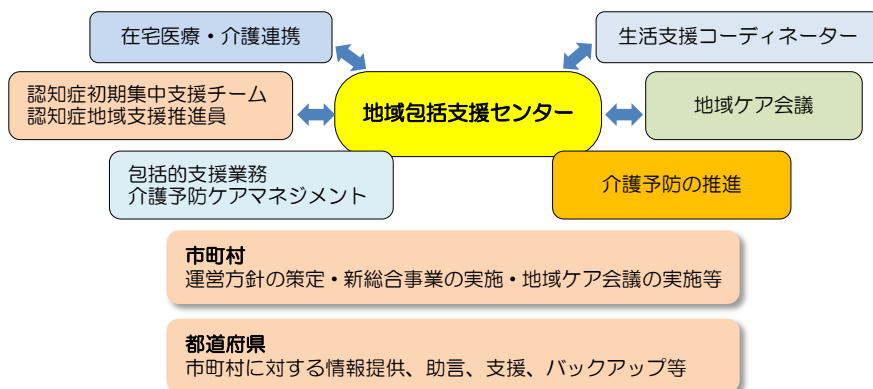 在宅医療・介護連携
生活支援コーディネーター
認知症初期集中支援チーム
認知症地域支援推進員
地域包括支援センター
地域ケア会議
包括的支援業務
介護予防ケアマネジメント
介護予防の推進
市町村
運営方針の策定・新総合事業の実施・地域ケア会議の実施等
都道府県
市町村に対する情報提供、助言、支援、バックアップ等